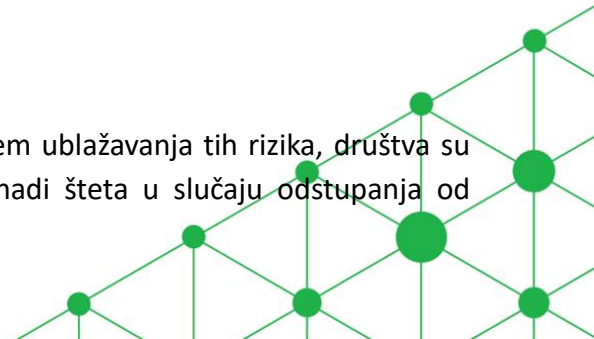 em ublažavanja tih rizika, društva su
nadi šteta u slučaju odstupanja od